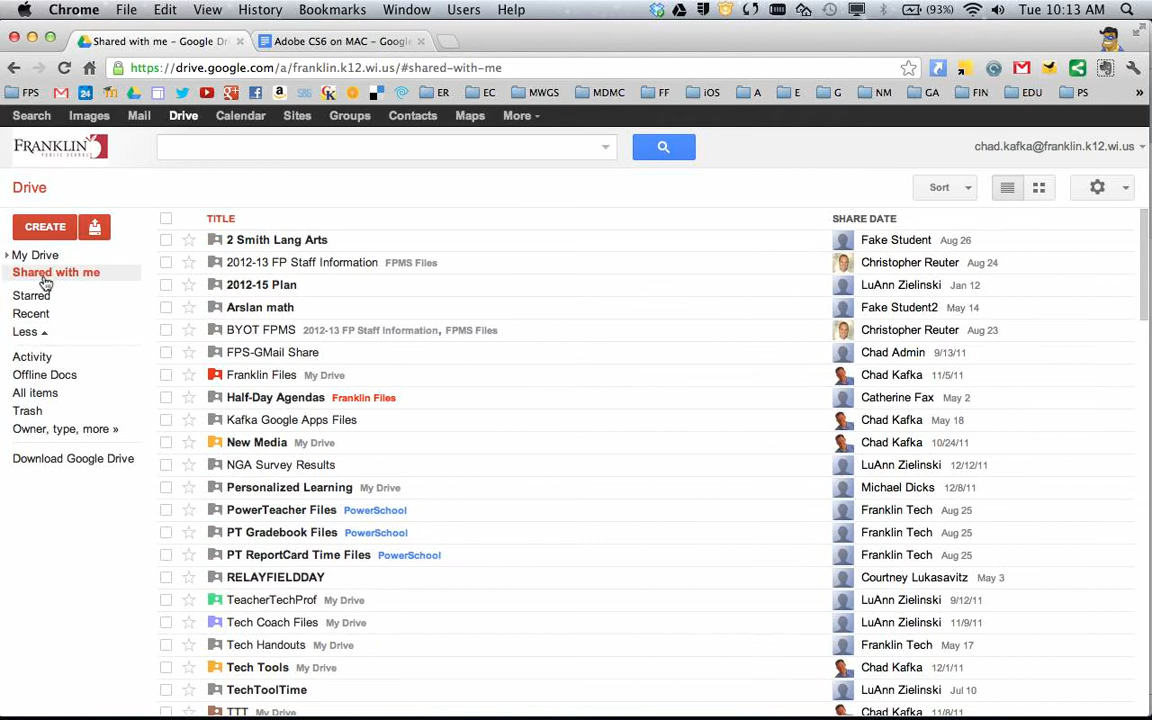 Chrome File Edit View History Bookmarks Window Users Help (93%) Tue 10:13 AM
Shared with me – Google Dr Adobe CS6 on MAC – Google
https://drive.google.com/a/franklin.k12.wi.us/#shared-with-me
FPS 24 ER EC MWGS MDMC FF iOS A E G NM GA FIN EDU PS »
Search Images Mail Drive Calendar Sites Groups Contacts Maps More
FRANKLIN chad.kafka@franklin.k12.wi.us
PUBLIC SCHOOLS
Drive Sort
CREATE TITLE SHARE DATE
2 Smith Lang Arts Fake Student Aug 26
My Drive 2012-13 FP Staff Information FPMS Files Christopher Reuter Aug 24
Shared with me 2012-15 Plan LuAnn Zielinski Jan 12
Starred Arslan math Fake Student2 May 14
Recent BYOT FPMS 2012-13 FP Staff Information, FPMS Files Christopher Reuter Aug 23
Less FPS-GMail Share Chad Admin 9/13/11
Activity Franklin Files My Drive Chad Kafka 11/5/11
Offline Docs Half-Day Agendas Franklin Files Catherine Fax May 2
All items Kafka Google Apps Files Chad Kafka May 18
Trash New Media My Drive Chad Kafka 10/24/11
Owner, type, more » NGA Survey Results LuAnn Zielinski 12/12/11
Download Google Drive Personalized Learning My Drive Michael Dicks 12/8/11
PowerTeacher Files PowerSchool Franklin Tech Aug 25
PT Gradebook Files PowerSchool Franklin Tech Aug 25
PT ReportCard Time Files PowerSchool Franklin Tech Aug 25
RELAYFIELDDAY Courtney Lukasavitz May 3
TeacherTechProf My Drive LuAnn Zielinski 9/12/11
Tech Coach Files My Drive LuAnn Zielinski 11/9/11
Tech Handouts My Drive Franklin Tech May 17
Tech Tools My Drive Chad Kafka 12/1/11
TechToolTime LuAnn Zielinski Jul 10
TTT My Drive Chad Kafka 11/8/11